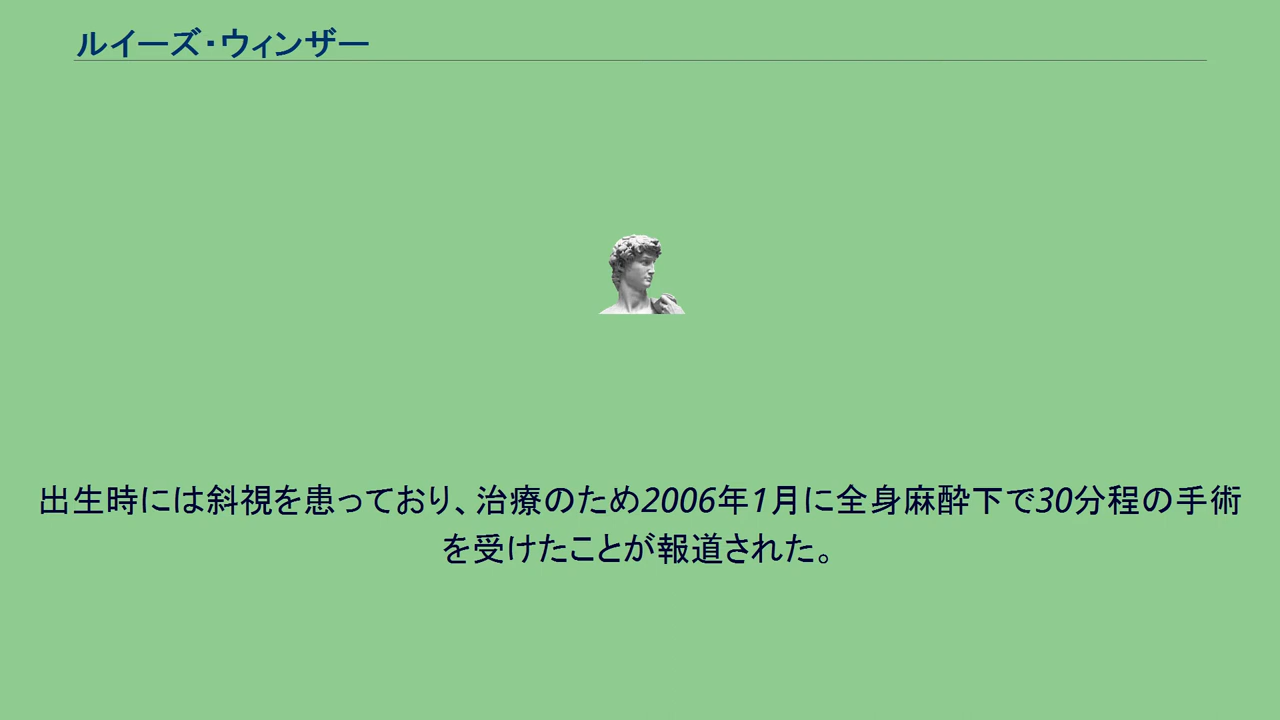 ルイーズ・ウィンザー
出生時には斜視を患っており、治療のため2006年1月に全身麻酔下で30分程の手術
を受けたことが報道された。